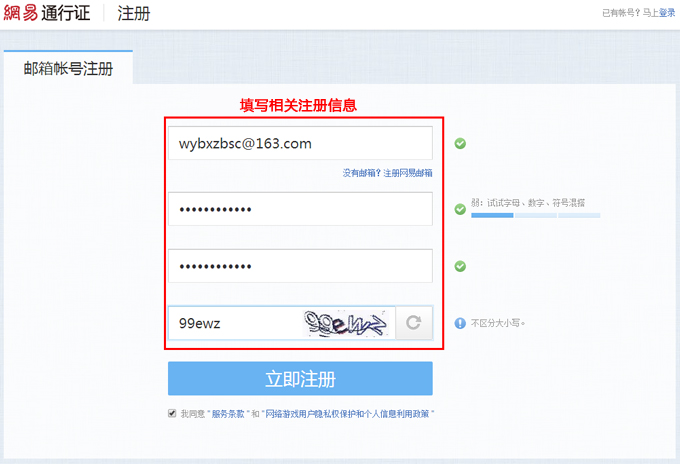 網易 通行证 注册
已有帐号？马上登录
邮箱帐号注册
填写相关注册信息
wybxzbsc@163.com
没有邮箱？注册网易邮箱
••••••••••••
弱：试试字母、数字、符号混搭
••••••••••••
99ewz 99ewz
不区分大小写。
立即注册
我同意 "服务条款" 和 "网络游戏用户隐私权保护和个人信息利用政策"